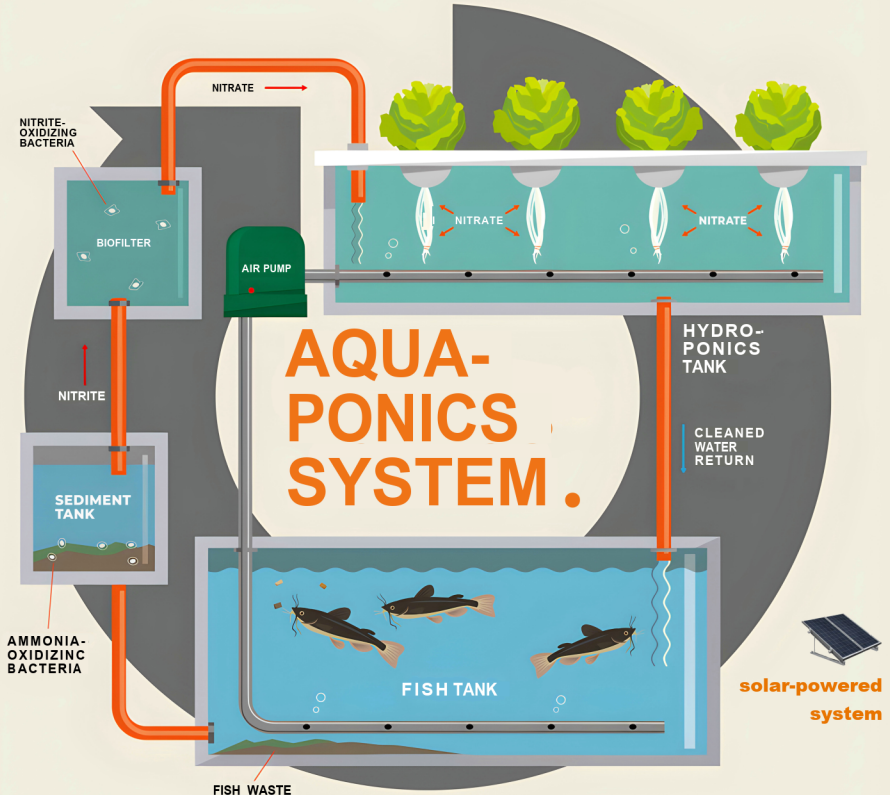 NITRATE
NITRITE-
OXIDIZING
BACTERIA
BIOFILTER
NITRATE
NITRATE
AIR PUMP
AQUA-
PONICS
SYSTEM.
HYDRO-
PONICS
TANK
NITRITE
CLEANED
WATER
RETURN
SEDIMENT
TANK
AMMONIA-
OXIDIZINC
BACTERIA
FISH TANK
solar-powered
system
FISH WASTE